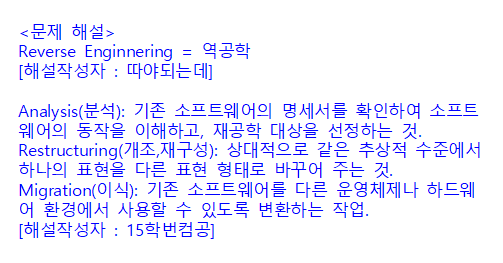 <문제 해설>
Reverse Enginnering = 역공학
[해설작성자 : 따야되는데]
Analysis(분석): 기존 소프트웨어의 명세서를 확인하여 소프트
웨어의 동작을 이해하고, 재공학 대상을 선정하는 것.
Restructuring(개조,재구성): 상대적으로 같은 추상적 수준에서
하나의 표현을 다른 표현 형태로 바꾸어 주는 것.
Migration(이식): 기존 소프트웨어를 다른 운영체제나 하드웨
어 환경에서 사용할 수 있도록 변환하는 작업.
[해설작성자 : 15학번컴공]